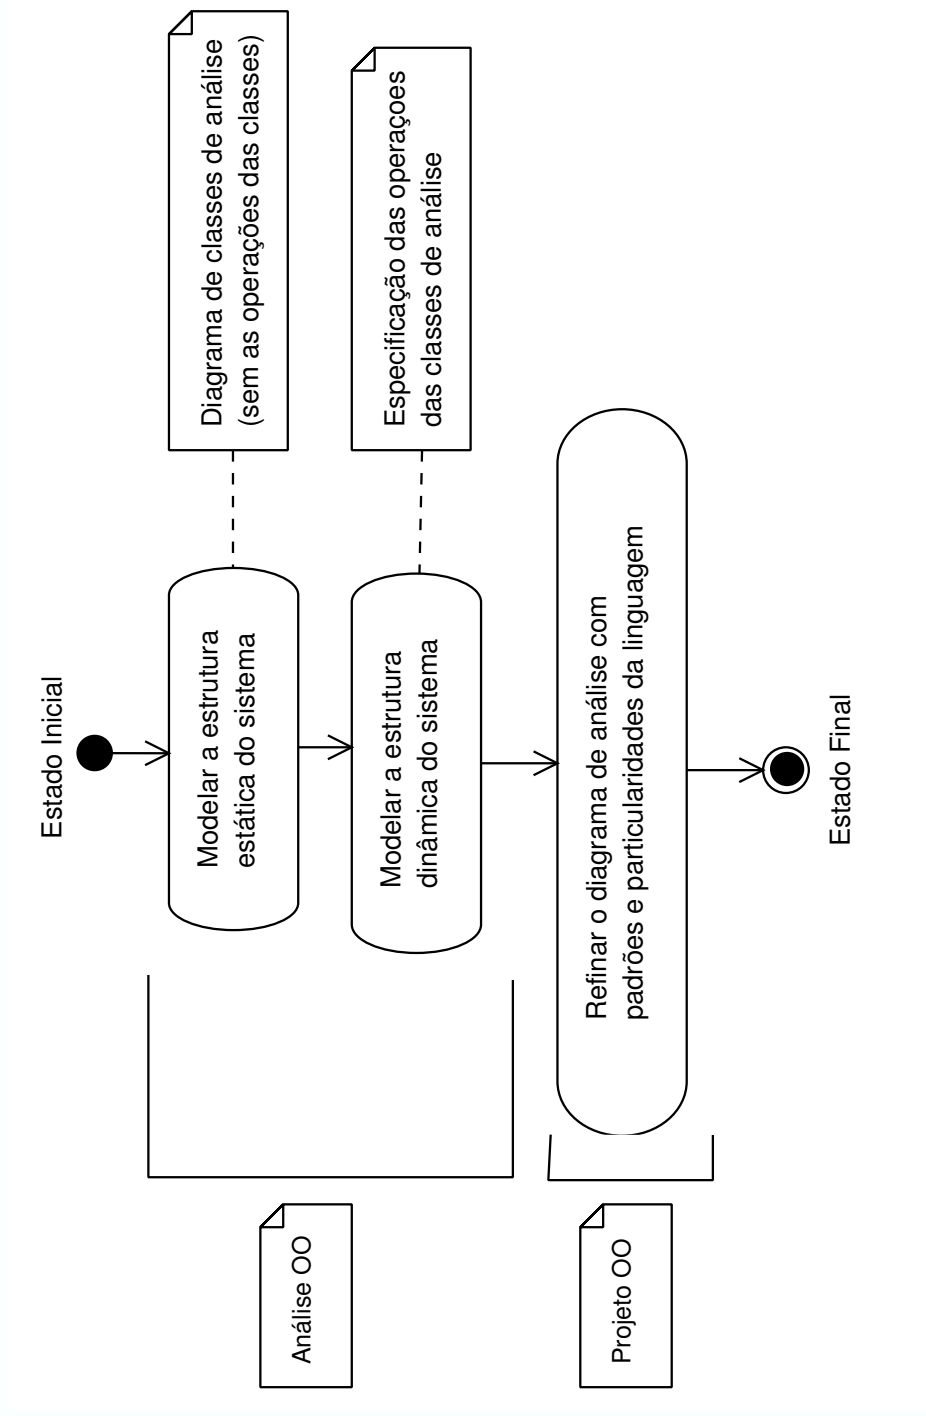 Estado Inicial
Modelar a estrutura
estática do sistema
Diagrama de classes de análise
(sem as operações das classes)
Modelar a estrutura
dinâmica do sistema
Especificação das operaçoes
das classes de análise
Análise OO
Refinar o diagrama de análise com
padrões e particularidades da linguagem
Projeto OO
Estado Final